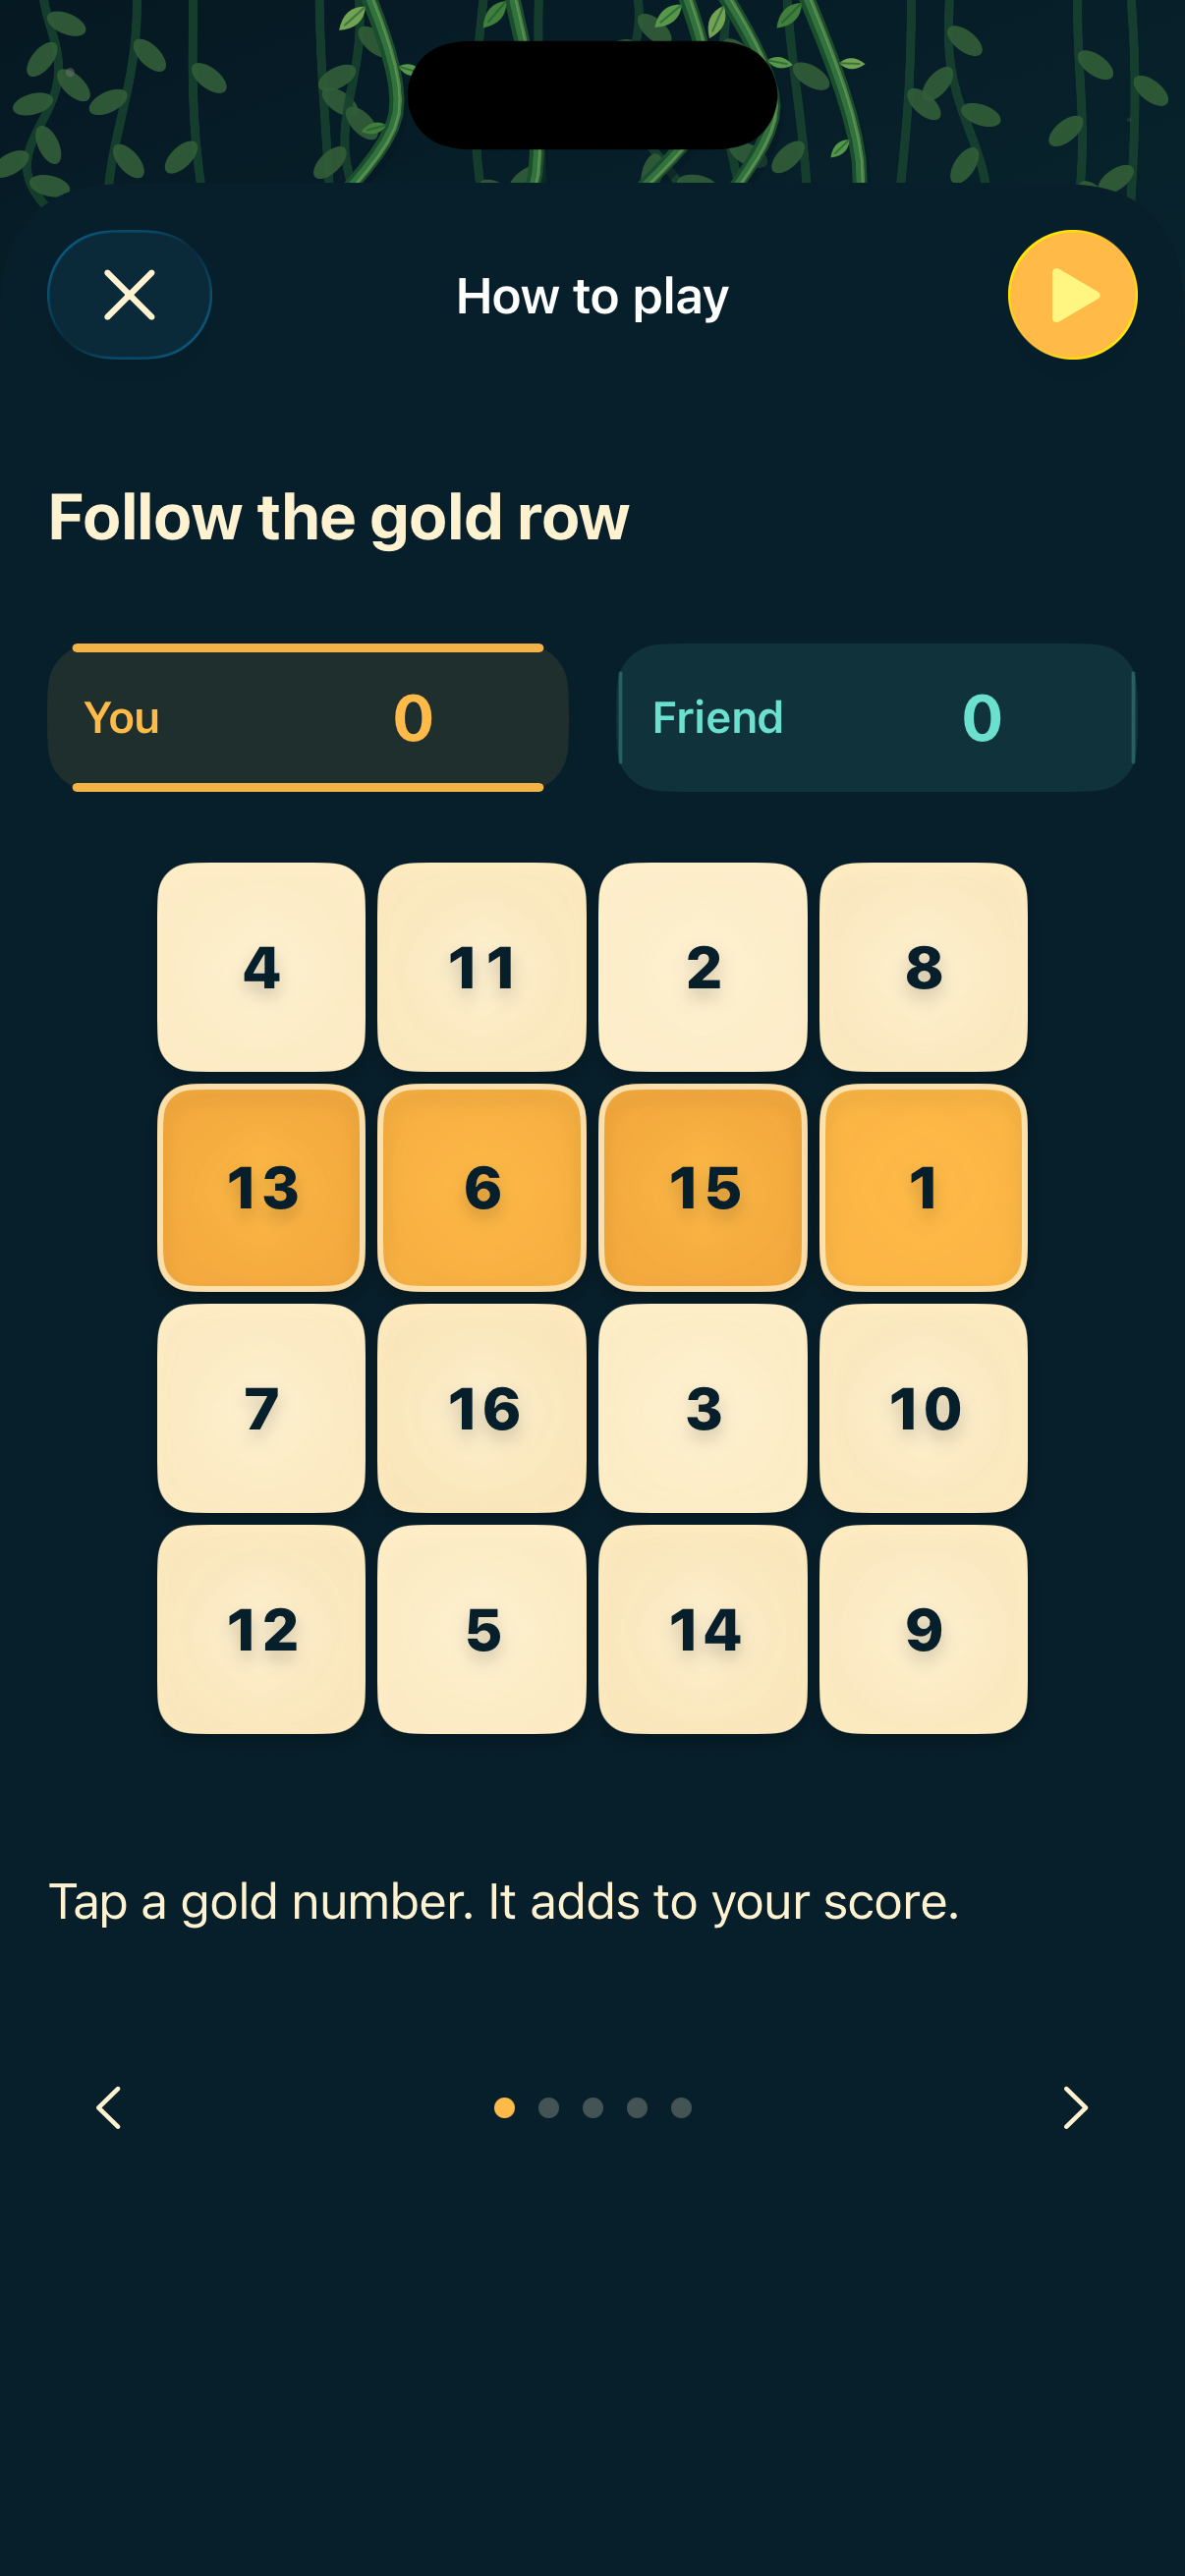 How to play
Follow the gold row
You 0 Friend 0
4 11 2 8
13 6 15 1
7 16 3 10
12 5 14 9
Tap a gold number. It adds to your score.